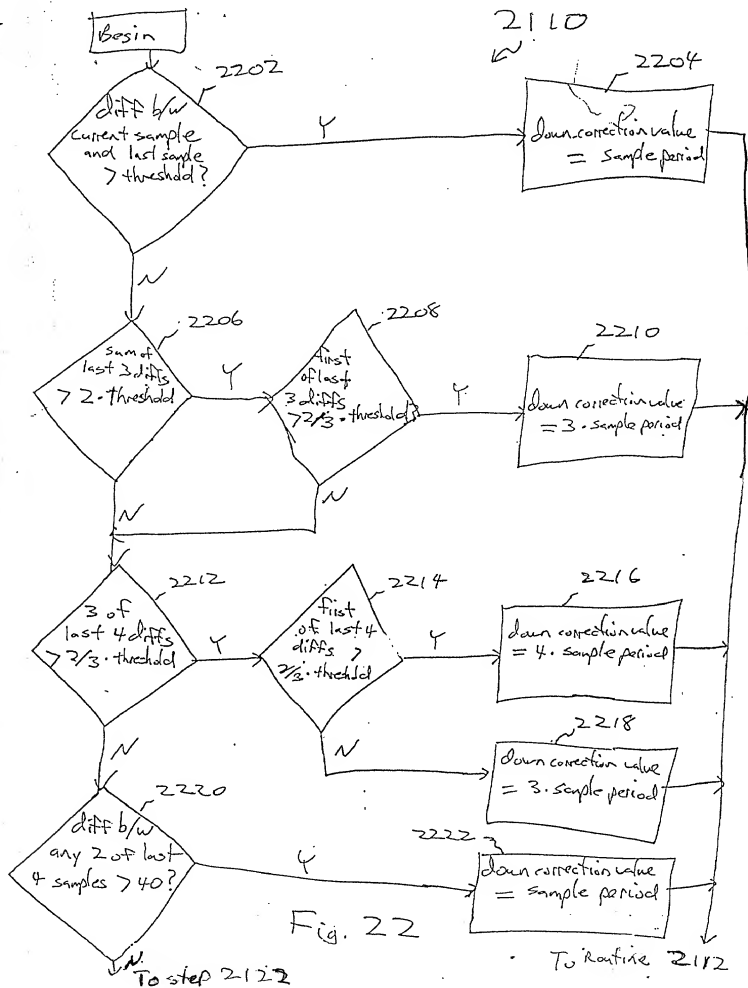 2110
Begin
2202
diff b/w
current sample
and last sample
> threshold?
Y
2204
down correction value
= sample period
N
2206
sum of
last 3 diffs
> 2 · threshold
Y
2208
first
of last
3 diffs
> 2/3 · threshold?
Y
2210
down correction value
= 3 · sample period
N
N
2212
3 of
last 4 diffs
> 2/3 · threshold
Y
2214
first
of last 4
diffs >
2/3 · threshold
Y
2216
down correction value
= 4 · sample period
N
N
2218
down correction value
= 3 · sample period
2220
diff b/w
any 2 of last
4 samples > 40?
Y
2222
down correction value
= sample period
Fig. 22
N
To step 2122
To Routine 2112